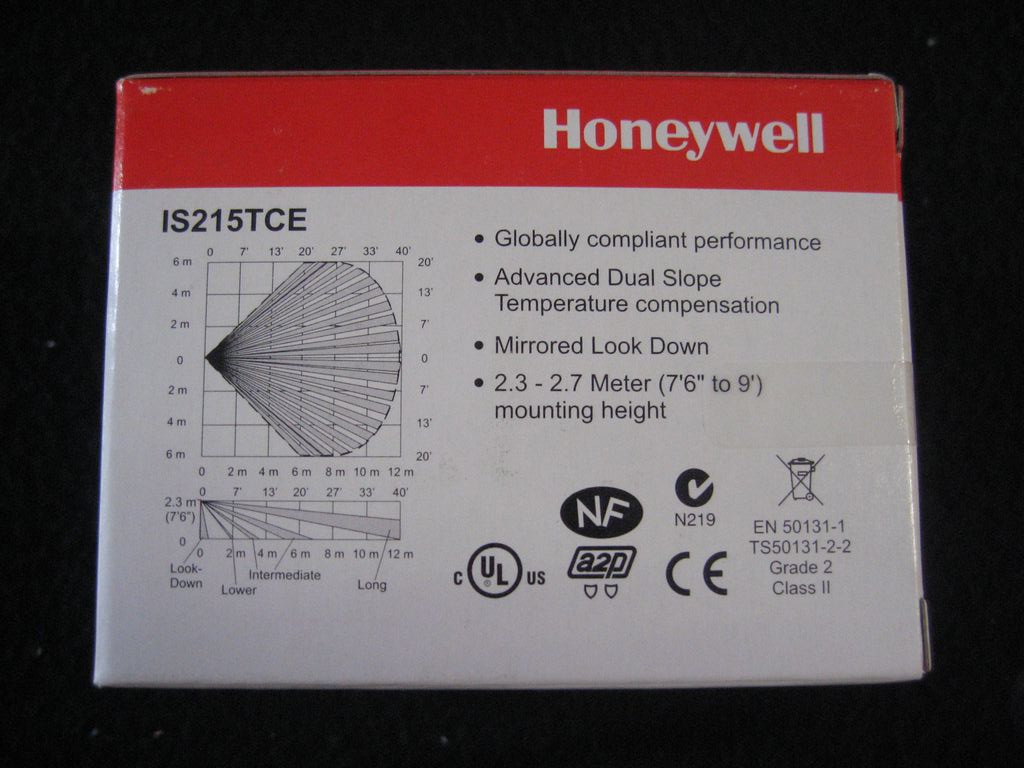 Honeywell
IS215TCE
0 7' 13' 20' 27' 33' 40'
6 m 20'
4 m 13'
2 m 7'
0 0
2 m 7'
4 m 13'
6 m 20'
0 2 m 4 m 6 m 8 m 10 m 12 m
0 7' 13' 20' 27' 33' 40'
2.3 m
(7'6")
0
0 2 m 4 m 6 m 8 m 10 m 12 m
Look-
Down
Lower
Intermediate
Long
• Globally compliant performance
• Advanced Dual Slope
Temperature compensation
• Mirrored Look Down
• 2.3 - 2.7 Meter (7'6" to 9')
mounting height
NF
N219
C UL ® US
a2p
CE
EN 50131-1
TS50131-2-2
Grade 2
Class II